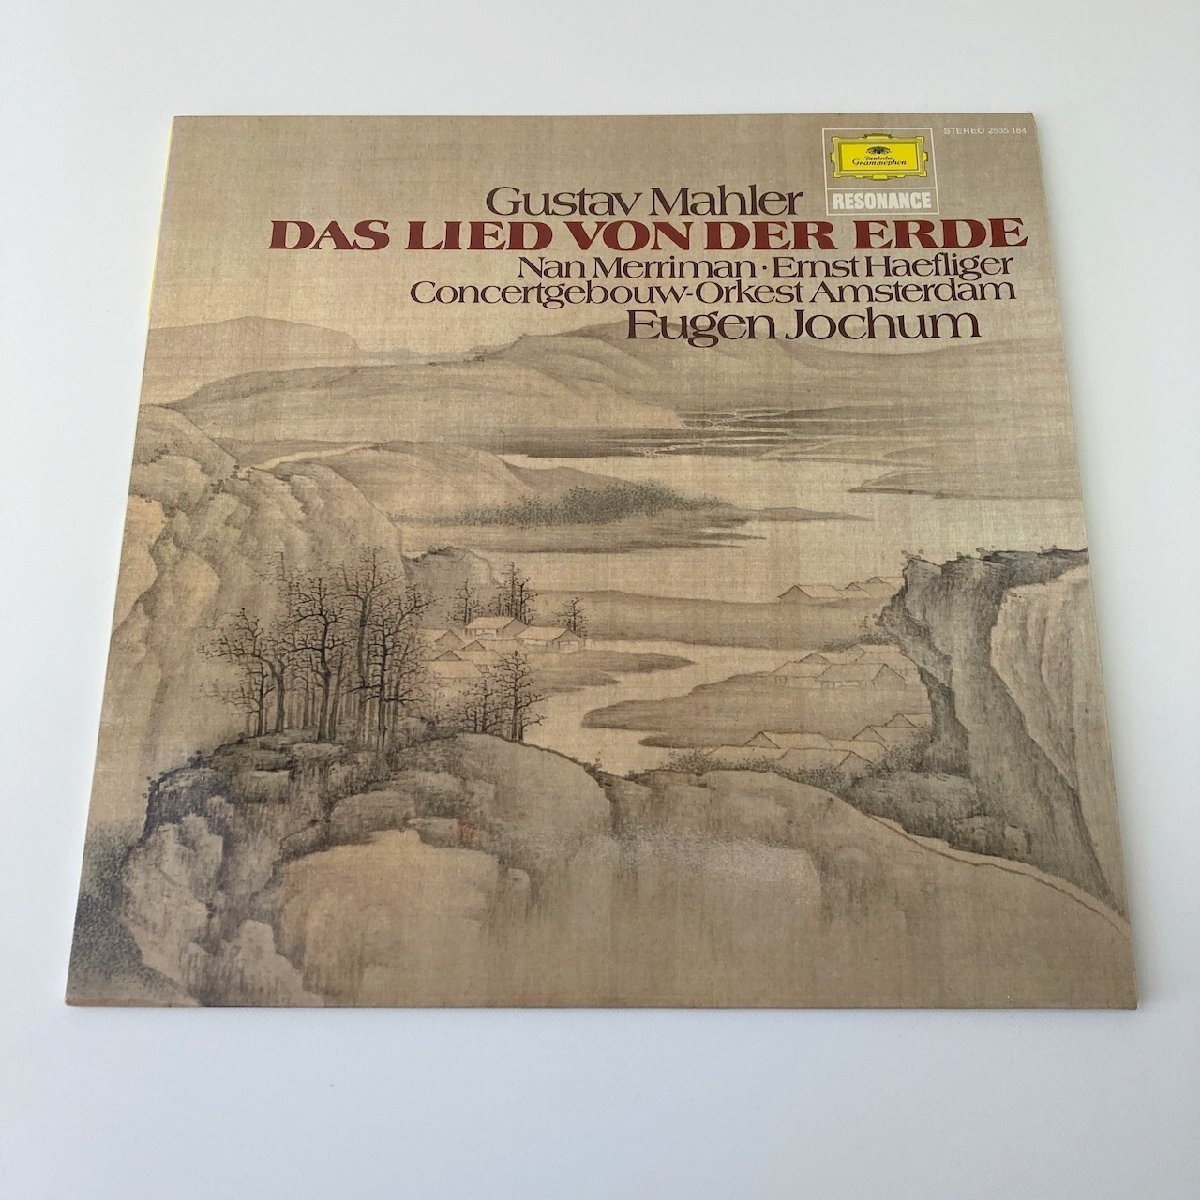 STEREO 2535 184
Deutsche
Grammophon
RESONANCE
Gustav Mahler
DAS LIED VON DER ERDE
Nan Merriman · Ernst Haefliger
Concertgebouw-Orkest Amsterdam
Eugen Jochum